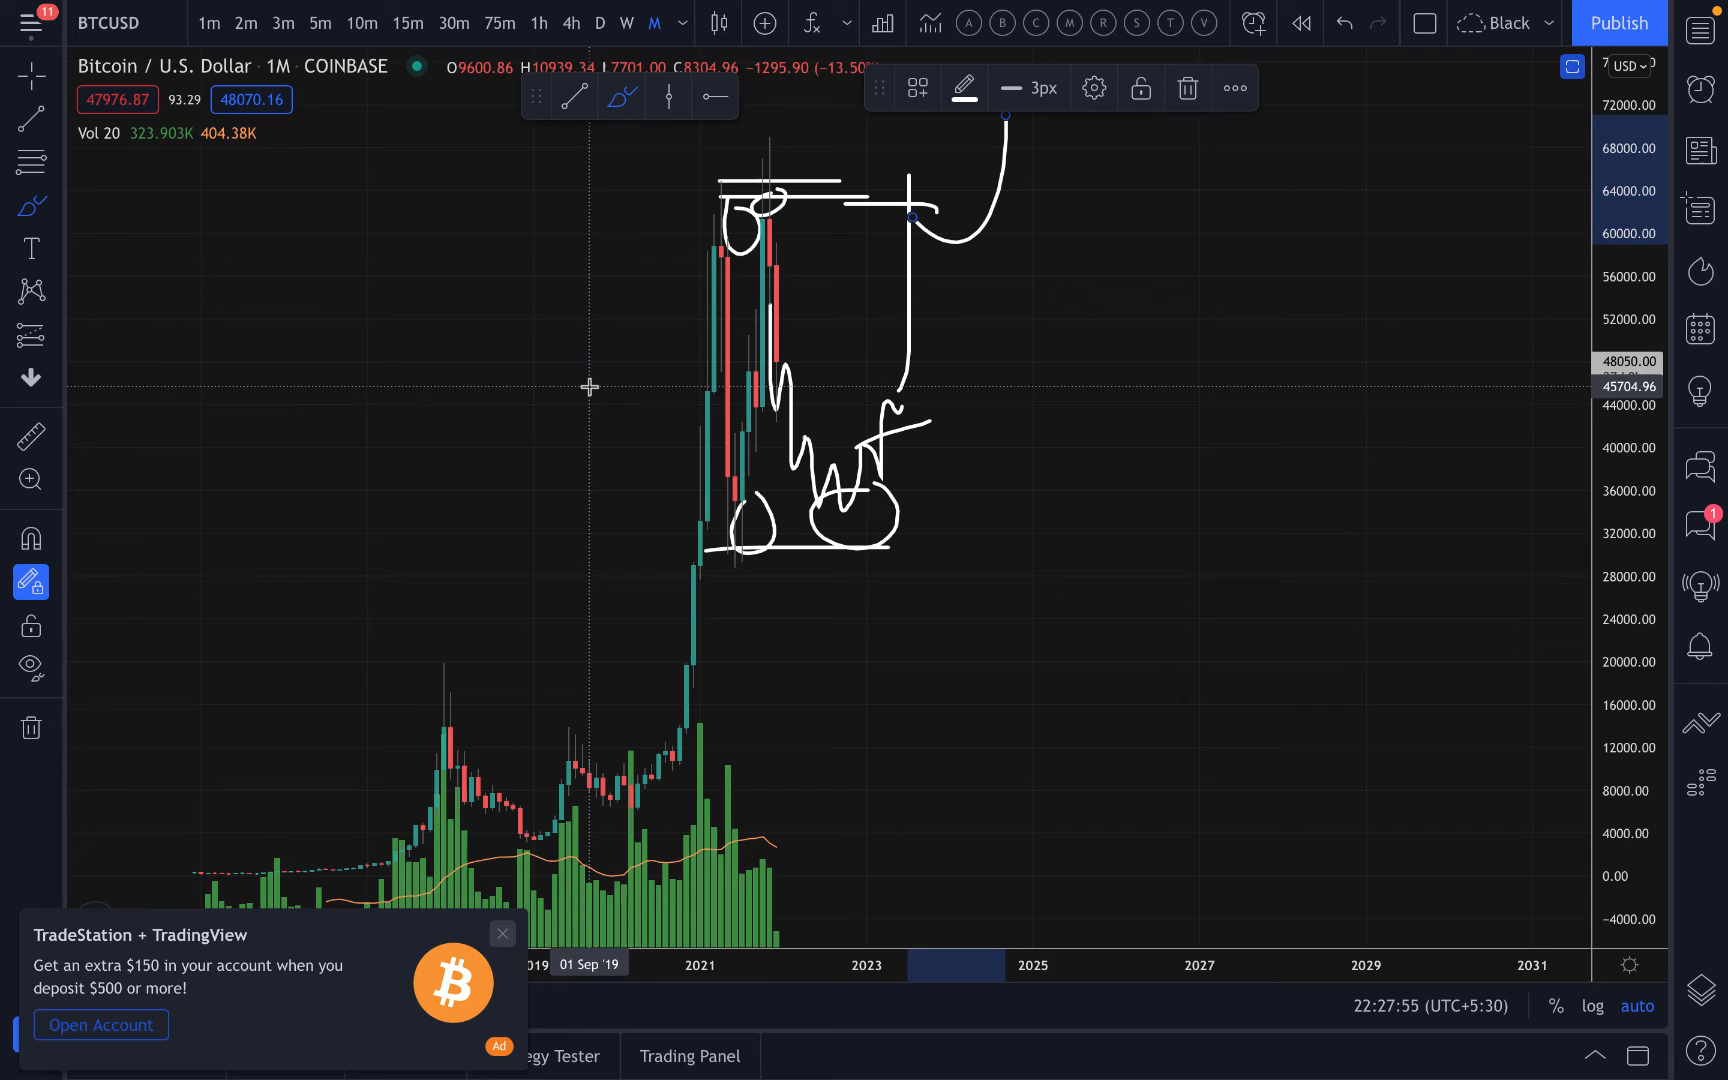 11
BTCUSD
1m 2m 3m 5m 10m 15m 30m 75m 1h 4h D W M
A B C M R S T V
Black
Publish
Bitcoin / U.S. Dollar · 1M · COINBASE
O9600.86 H10939.34 L7701.00 C8304.96 −1295.90 (−13.50%
USD
47976.87 93.29 48070.16
3px
Vol 20 323.903K 404.38K
72000.00
68000.00
64000.00
60000.00
56000.00
52000.00
48050.00
45704.96
44000.00
40000.00
36000.00
32000.00
28000.00
24000.00
20000.00
16000.00
12000.00
8000.00
4000.00
0.00
−4000.00
1
T
019 01 Sep '19 2021 2023 2025 2027 2029 2031
TradeStation + TradingView
Get an extra $150 in your account when you
deposit $500 or more!
Open Account
Ad
22:27:55 (UTC+5:30) % log auto
egy Tester Trading Panel